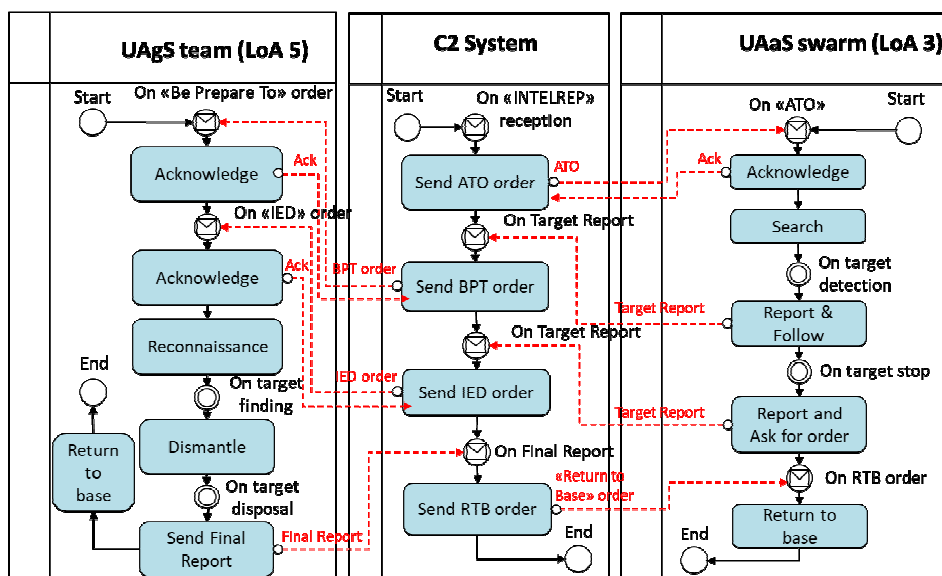 UAgS team (LoA 5)
C2 System
UAaS swarm (LoA 3)
Start
On «Be Prepare To» order
Acknowledge
Ack
On «IED» order
Acknowledge
Ack
Reconnaissance
End
On target
finding
Return
to
base
Dismantle
On target
disposal
Send Final
Report
Final Report
Start
On «INTELREP»
reception
Send ATO order
ATO
On Target Report
BPT order
Send BPT order
On Target Report
IED order
Send IED order
On Final Report
«Return to
Base» order
Send RTB order
End
On «ATO»
Start
Ack
Acknowledge
Search
On target
detection
Target Report
Report &
Follow
On target stop
Target Report
Report and
Ask for order
On RTB order
Return to
base
End